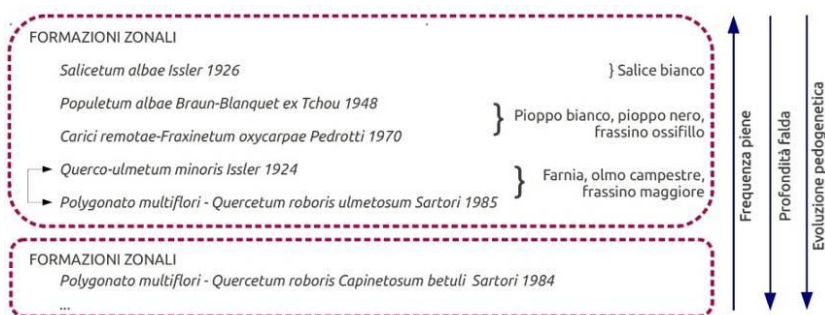 FORMAZIONI ZONALI
Salicetum albae Issler 1926
} Salice bianco
Populetum albae Braun-Blanquet ex Tchou 1948
Carici remotae-Fraxinetum oxycarpae Pedrotti 1970
} Pioppo bianco, pioppo nero,
frassino ossifillo
Querco-ulmetum minoris Issler 1924
Polygonato multiflori - Quercetum roboris ulmetosum Sartori 1985
} Farnia, olmo campestre,
frassino maggiore
FORMAZIONI ZONALI
Polygonato multiflori - Quercetum roboris Capinetosum betuli Sartori 1984
...
Frequenza piene
Profondità falda
Evoluzione pedogenetica